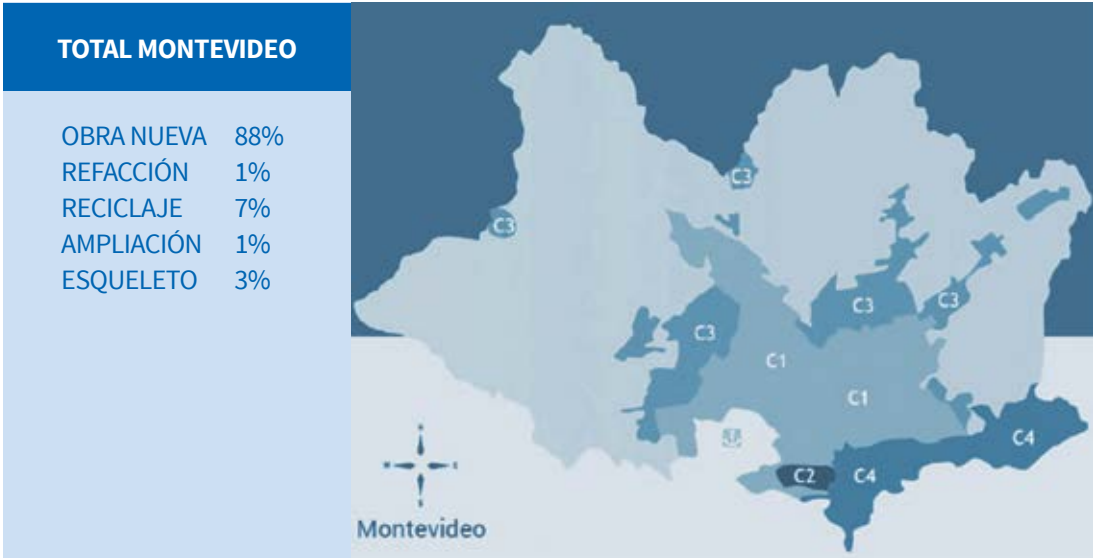 TOTAL MONTEVIDEO
OBRA NUEVA 88%
REFACCIÓN 1%
RECICLAJE 7%
AMPLIACIÓN 1%
ESQUELETO 3%
C3
C3
C3
C3
C3
C1
C1
C4
C2
C4
Montevideo